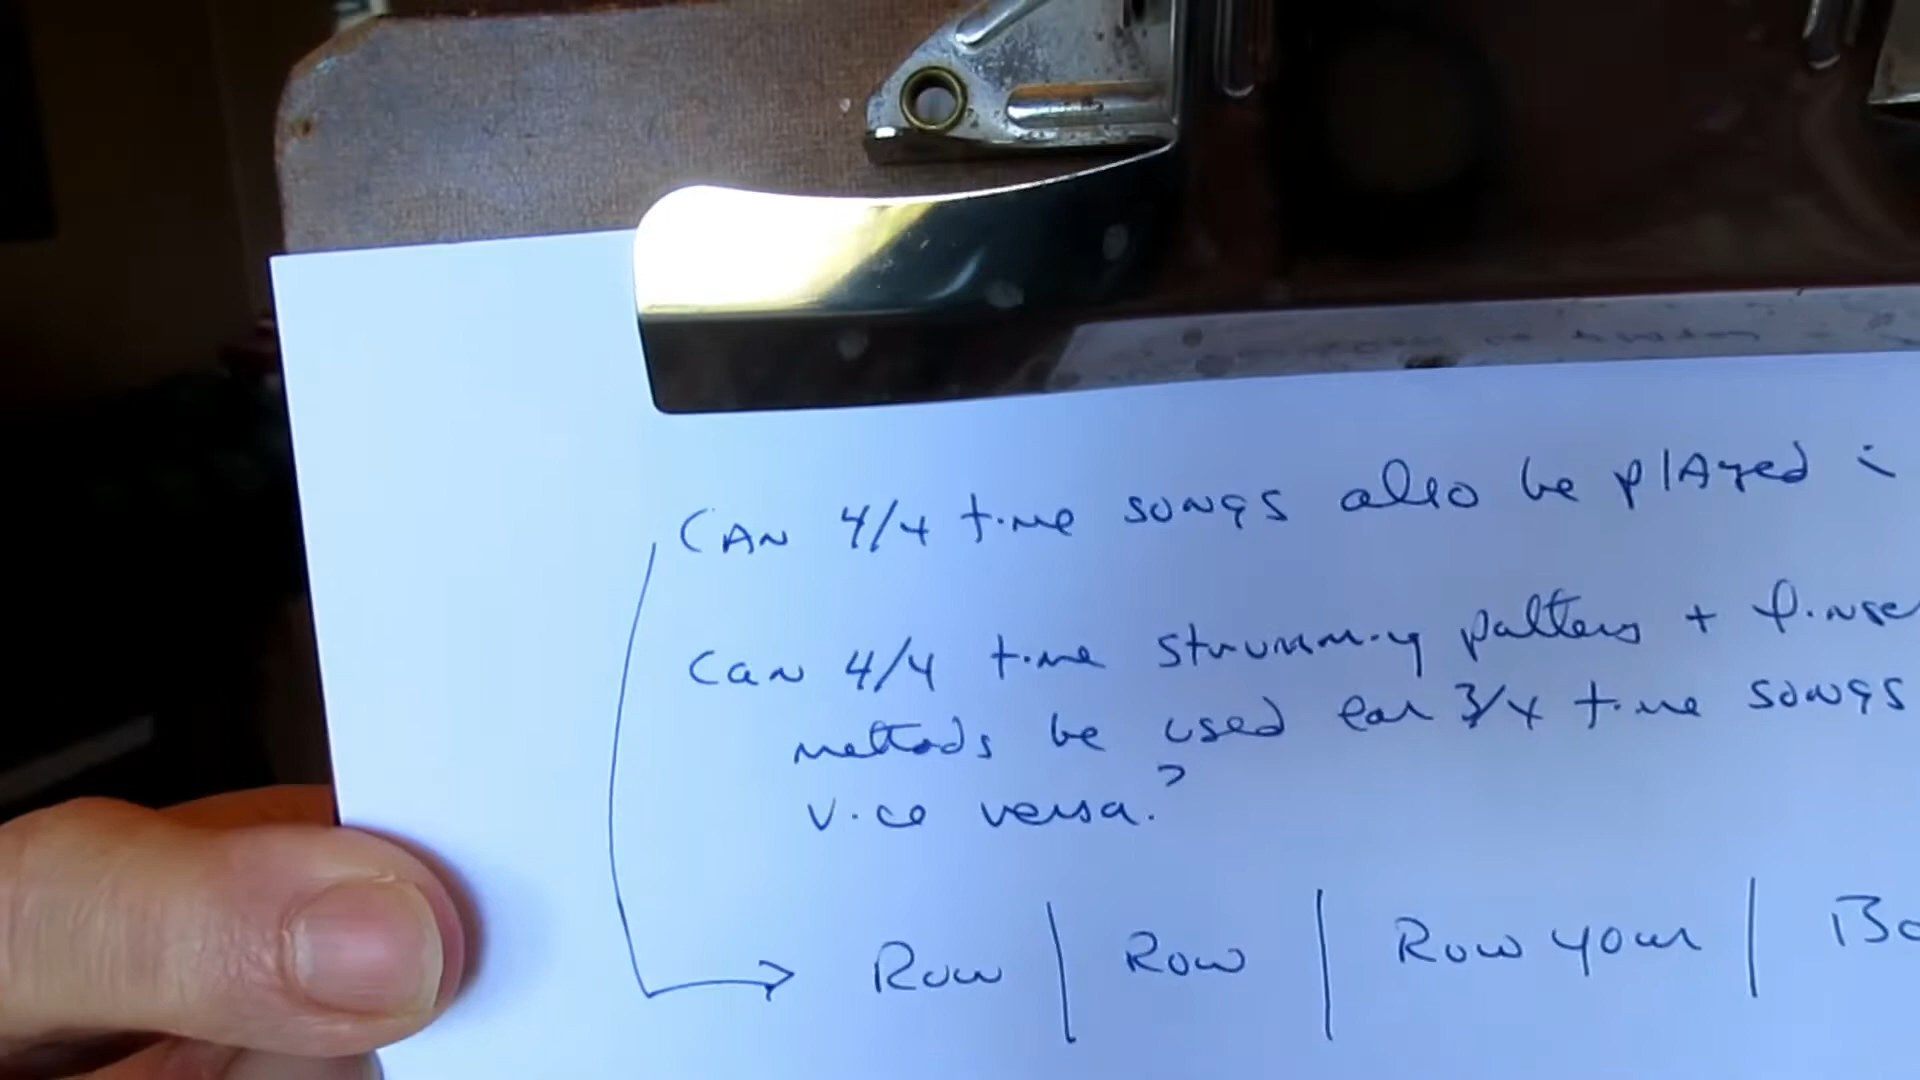 CAN 4/4 time songs also be played i
Can 4/4 time strumming patterns + finge
methods be used for 3/4 time songs
vice versa.?
Row | Row | Row your | Bo